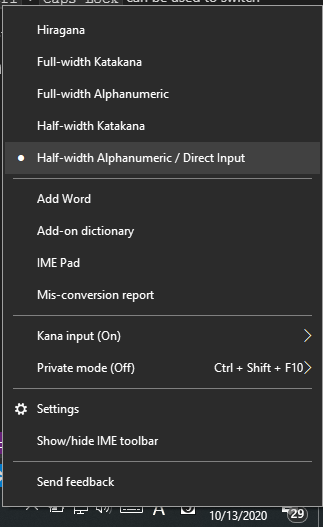 Caps Lock can be used to switch
Hiragana
Full-width Katakana
Full-width Alphanumeric
Half-width Katakana
Half-width Alphanumeric / Direct Input
Add Word
Add-on dictionary
IME Pad
Mis-conversion report
Kana input (On)
Private mode (Off) Ctrl + Shift + F10
Settings
Show/hide IME toolbar
Send feedback
A
10/13/2020
29